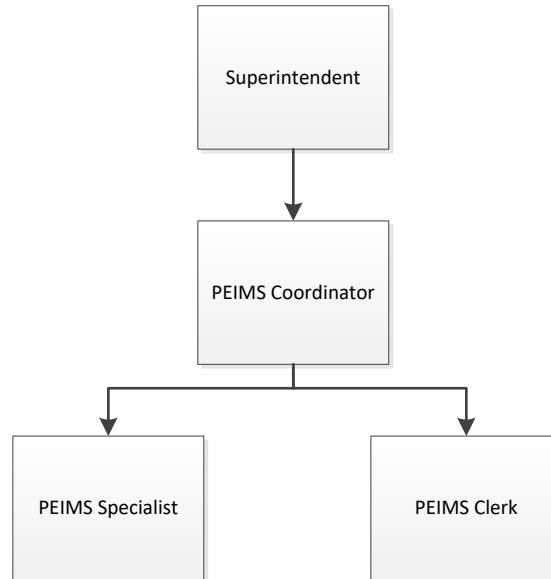 Superintendent
PEIMS Coordinator
PEIMS Specialist
PEIMS Clerk